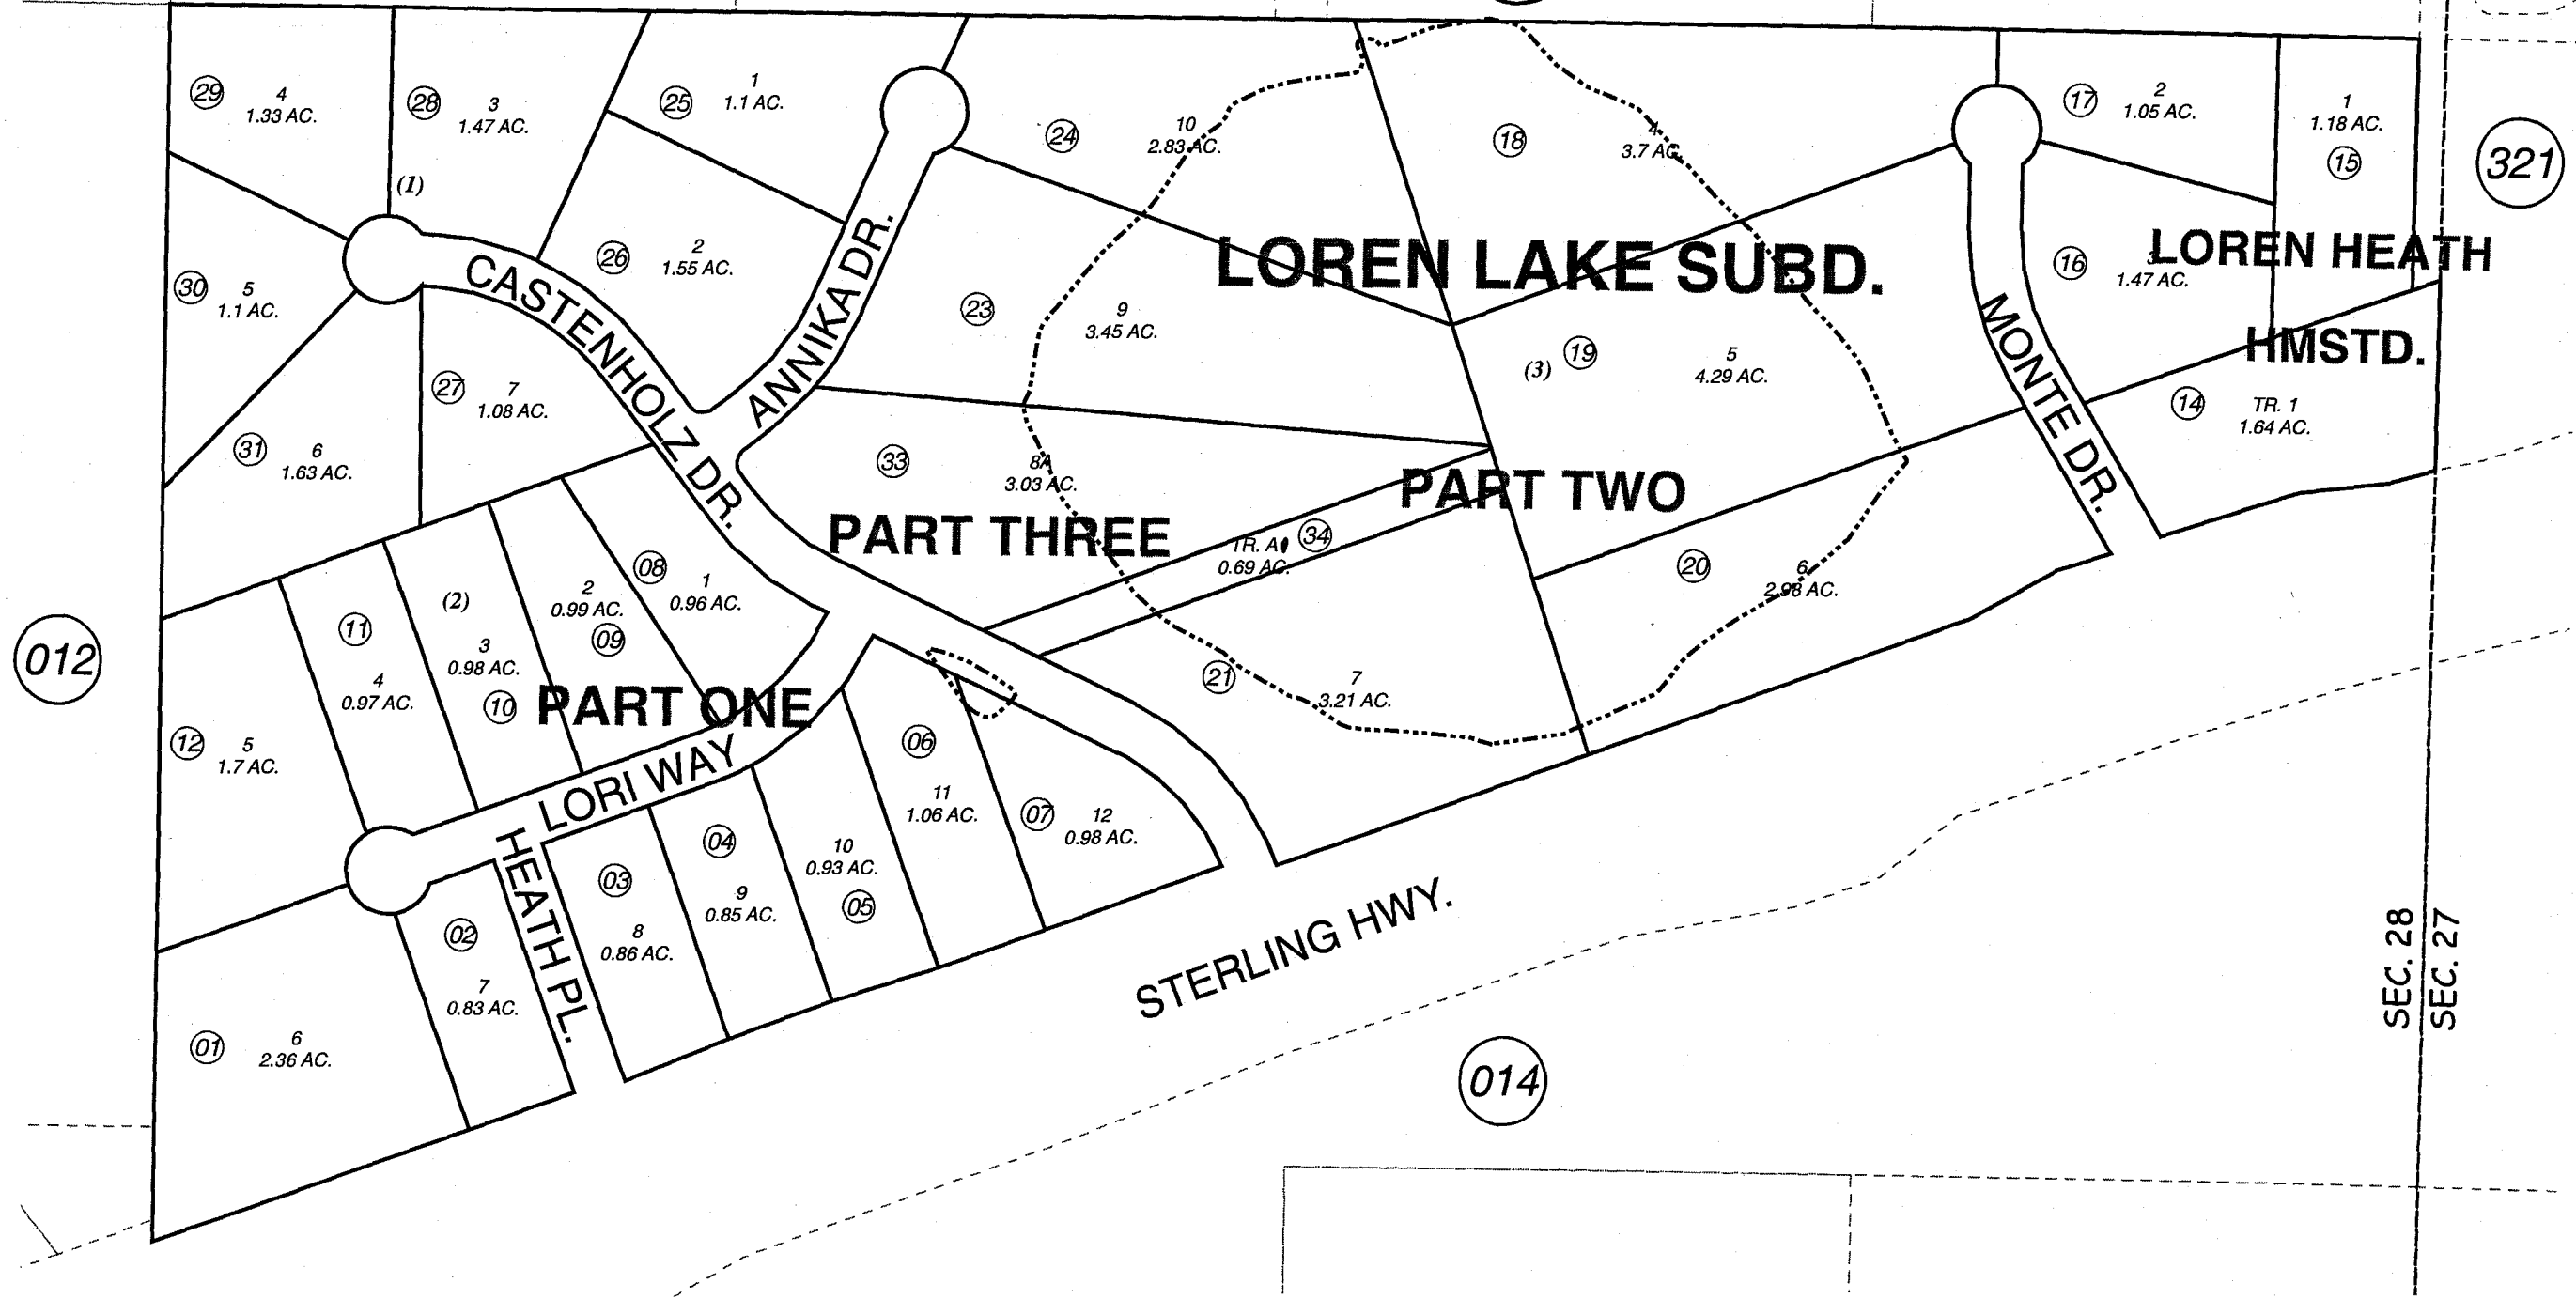 29
4
1.33 AC.
28
3
1.47 AC.
(1)
25
1
1.1 AC.
24
10
2.83 AC.
18
4
3.7 AC.
17
2
1.05 AC.
1
1.18 AC.
15
321
30
5
1.1 AC.
26
2
1.55 AC.
CASTENHOLZ DR.
ANNIKA DR.
23
9
3.45 AC.
LOREN LAKE SUBD.
16
3
1.47 AC.
LOREN HEATH
HMSTD.
MONTE DR.
(3)
19
5
4.29 AC.
14
TR. 1
1.64 AC.
27
7
1.08 AC.
31
6
1.63 AC.
33
8A
3.03 AC.
PART TWO
PART THREE
TR. A
34
0.69 AC.
20
6
2.98 AC.
08
1
0.96 AC.
2
0.99 AC.
09
(2)
3
0.98 AC.
10
11
4
0.97 AC.
012
12
5
1.7 AC.
PART ONE
21
7
3.21 AC.
LORI WAY
HEATH PL.
06
11
1.06 AC.
07
12
0.98 AC.
04
9
0.85 AC.
10
0.93 AC.
05
03
8
0.86 AC.
02
7
0.83 AC.
01
6
2.36 AC.
STERLING HWY.
014
SEC. 28
SEC. 27